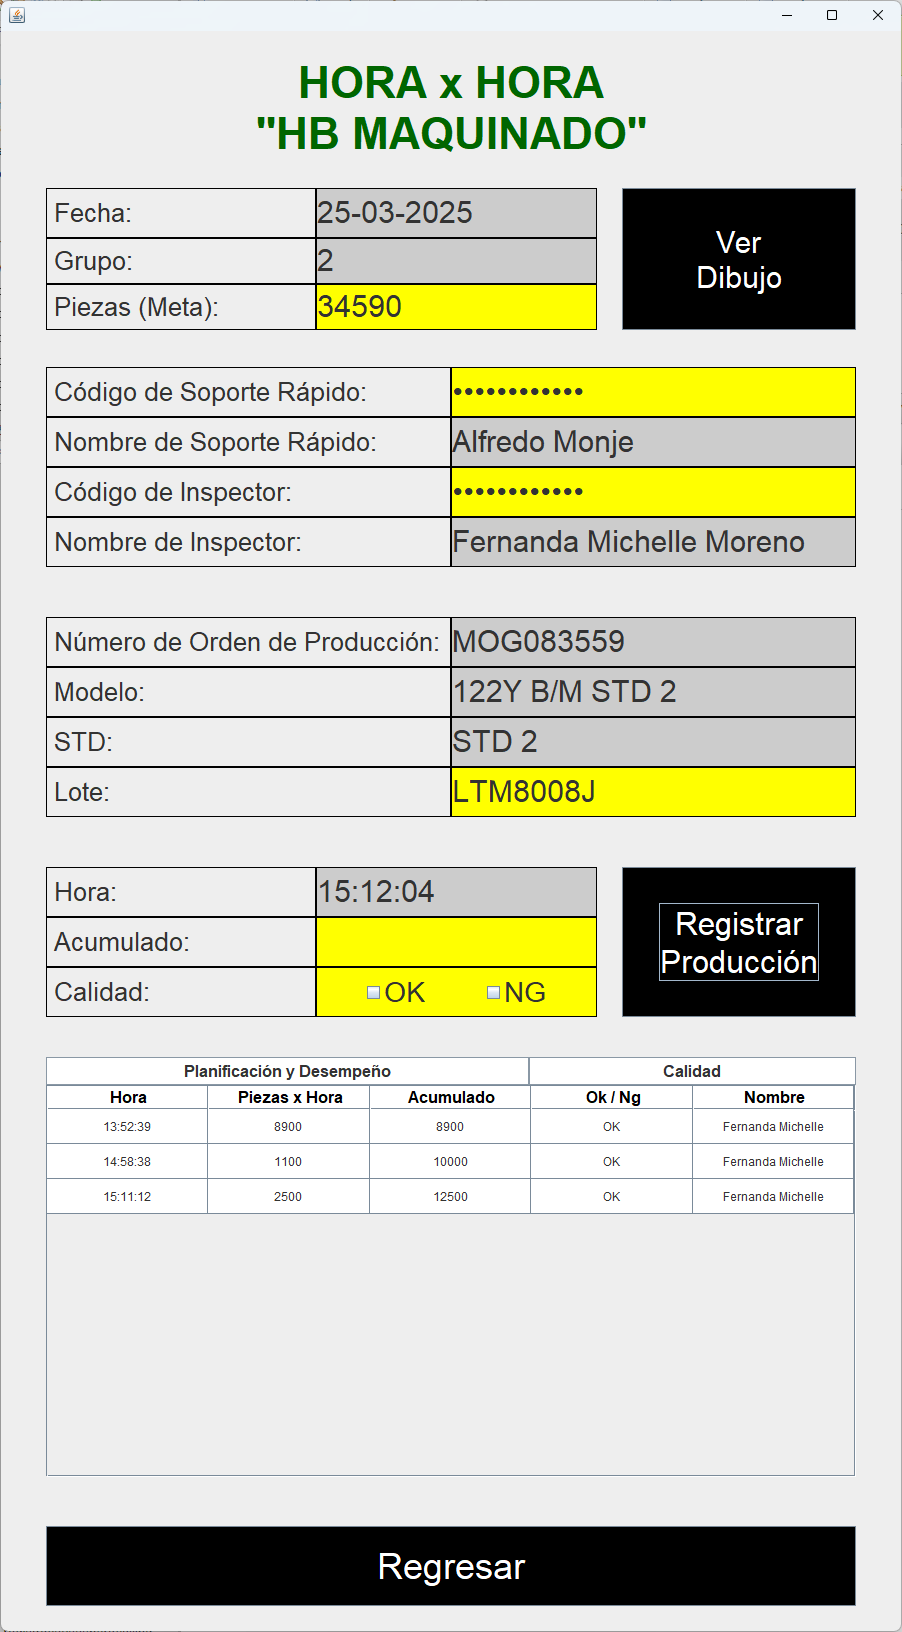 HORA x HORA
"HB MAQUINADO"
Fecha: 25-03-2025
Grupo: 2
Piezas (Meta): 34590
Ver
Dibujo
Código de Soporte Rápido: ••••••••••••
Nombre de Soporte Rápido: Alfredo Monje
Código de Inspector: ••••••••••••
Nombre de Inspector: Fernanda Michelle Moreno
Número de Orden de Producción: MOG083559
Modelo: 122Y B/M STD 2
STD: STD 2
Lote: LTM8008J
Hora: 15:12:04
Acumulado:
Calidad: OK NG
Registrar
Producción
Planificación y Desempeño Calidad
Hora Piezas x Hora Acumulado Ok / Ng Nombre
13:52:39 8900 8900 OK Fernanda Michelle
14:58:38 1100 10000 OK Fernanda Michelle
15:11:12 2500 12500 OK Fernanda Michelle
Regresar